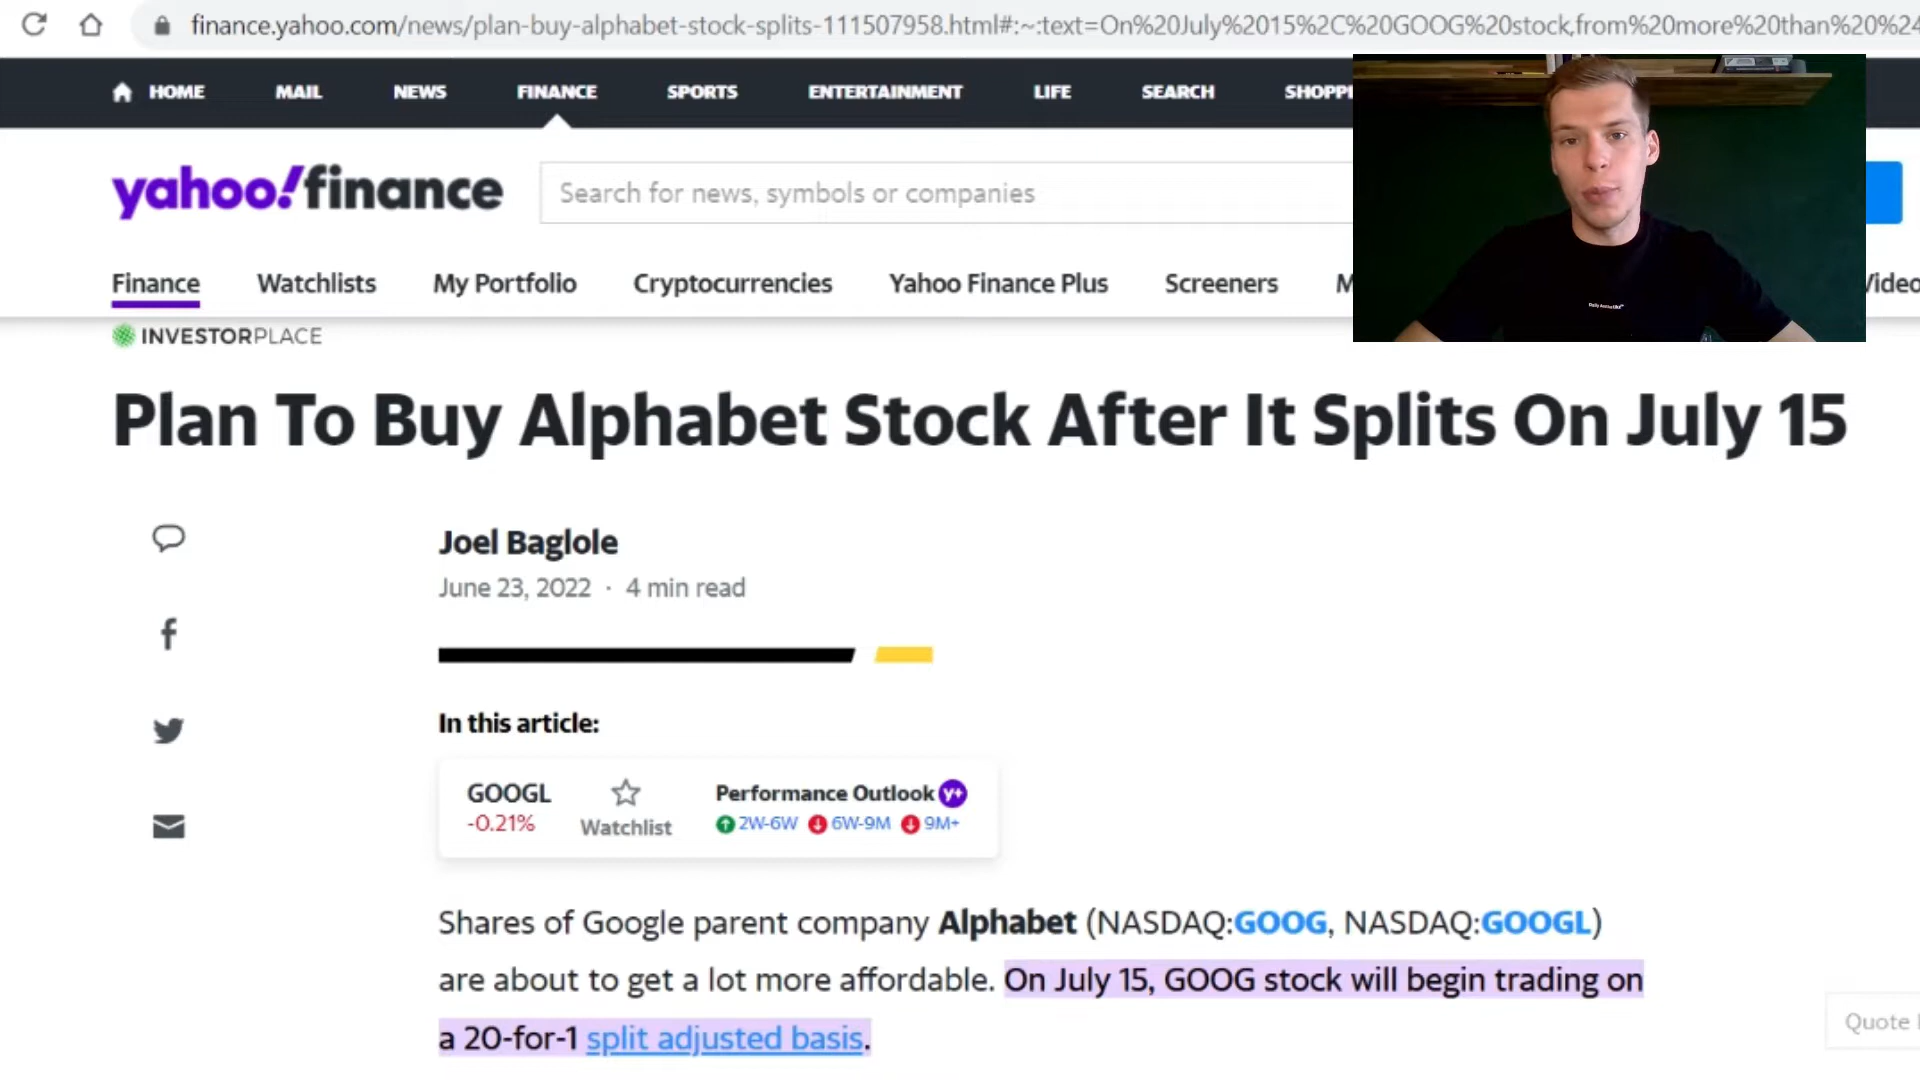 finance.yahoo.com/news/plan-buy-alphabet-stock-splits-111507958.html#:~:text=On%20July%2015%2C%20GOOG%20stock,from%20more%20than%20%24
HOME MAIL NEWS FINANCE SPORTS ENTERTAINMENT LIFE SEARCH SHOPPI
yahoo!finance
Search for news, symbols or companies
Finance Watchlists My Portfolio Cryptocurrencies Yahoo Finance Plus Screeners M Video
INVESTORPLACE
Plan To Buy Alphabet Stock After It Splits On July 15
Joel Baglole
June 23, 2022 · 4 min read
In this article:
GOOGL
-0.21%
Watchlist
Performance Outlook y+
2W-6W 6W-9M 9M+
Shares of Google parent company Alphabet (NASDAQ:GOOG, NASDAQ:GOOGL)
are about to get a lot more affordable. On July 15, GOOG stock will begin trading on
a 20-for-1 split adjusted basis.
Quote